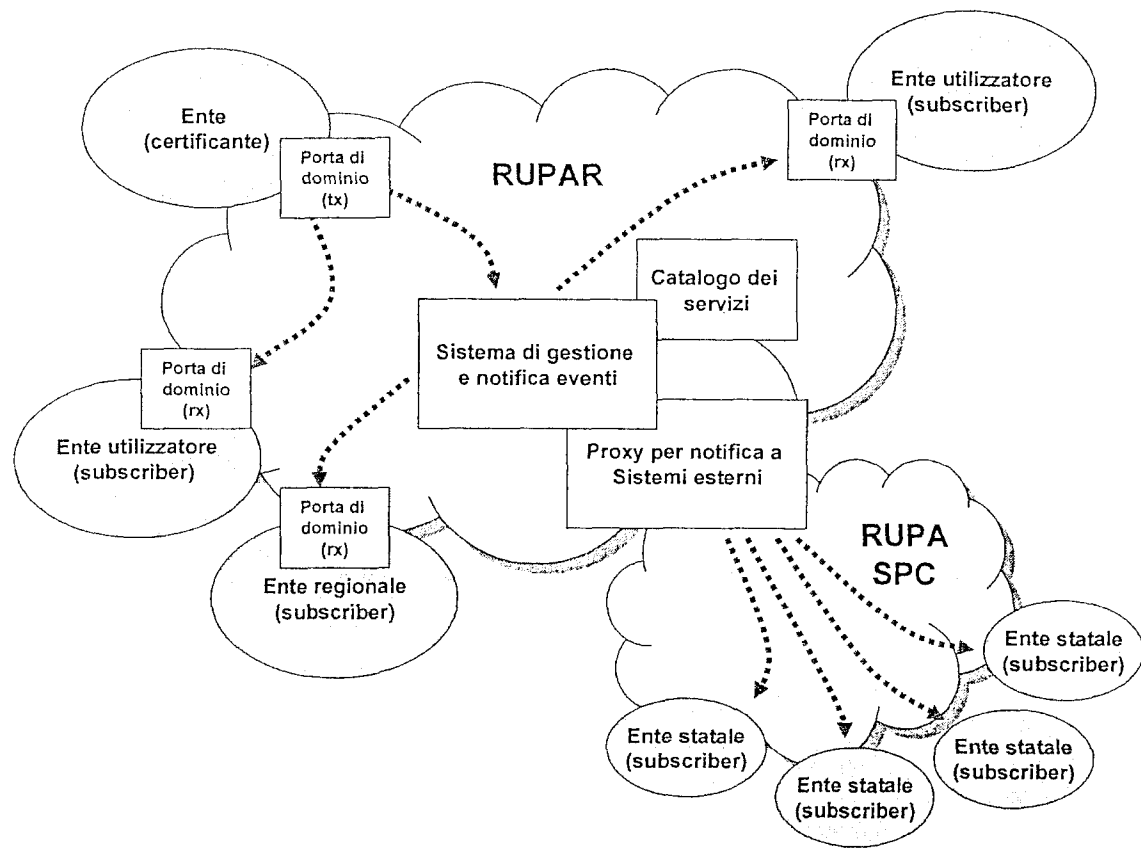 Ente
(certificante)
Porta di
dominio
(tx)
RUPAR
Ente utilizzatore
(subscriber)
Porta di
dominio
(rx)
Catalogo dei
servizi
Sistema di gestione
e notifica eventi
Porta di
dominio
(rx)
Ente utilizzatore
(subscriber)
Proxy per notifica a
Sistemi esterni
Porta di
dominio
(rx)
Ente regionale
(subscriber)
RUPA
SPC
Ente statale
(subscriber)
Ente statale
(subscriber)
Ente statale
(subscriber)
Ente statale
(subscriber)